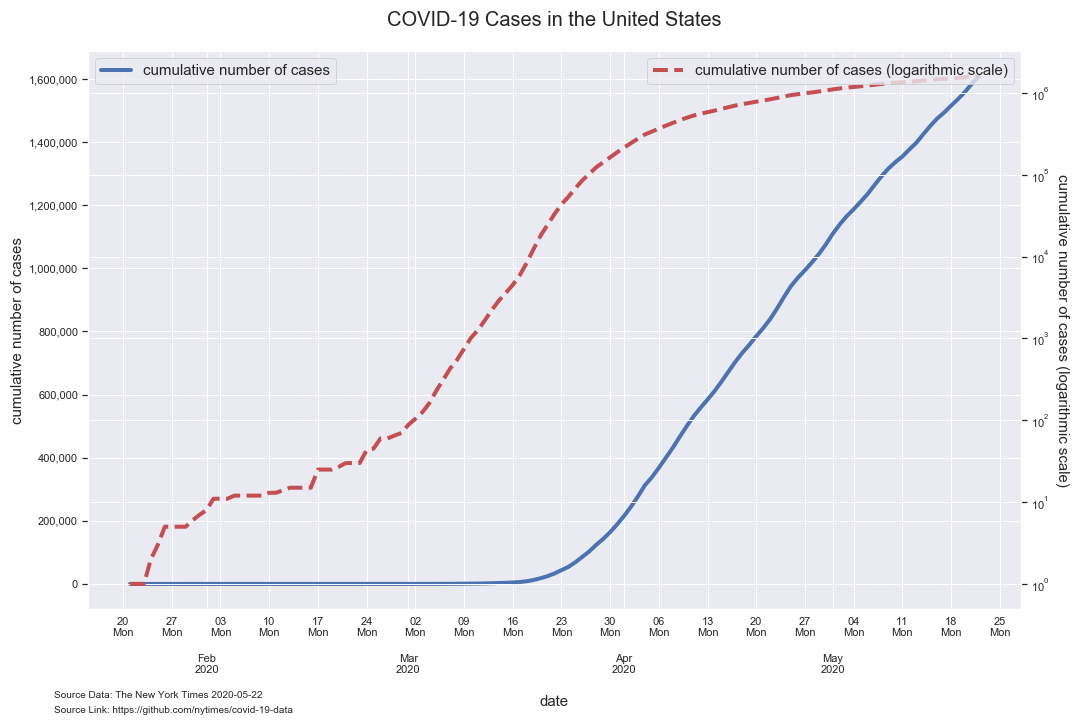 COVID-19 Cases in the United States
cumulative number of cases
cumulative number of cases (logarithmic scale)
cumulative number of cases
1,600,000
1,400,000
1,200,000
1,000,000
800,000
600,000
400,000
200,000
0
10⁶
10⁵
10⁴
10³
10²
10¹
10⁰
cumulative number of cases (logarithmic scale)
20 27 03 10 17 24 02 09 16 23 30 06 13 20 27 04 11 18 25
Mon Mon Mon Mon Mon Mon Mon Mon Mon Mon Mon Mon Mon Mon Mon Mon Mon Mon Mon
Feb Mar Apr May
2020 2020 2020 2020
date
Source Data: The New York Times 2020-05-22
Source Link: https://github.com/nytimes/covid-19-data